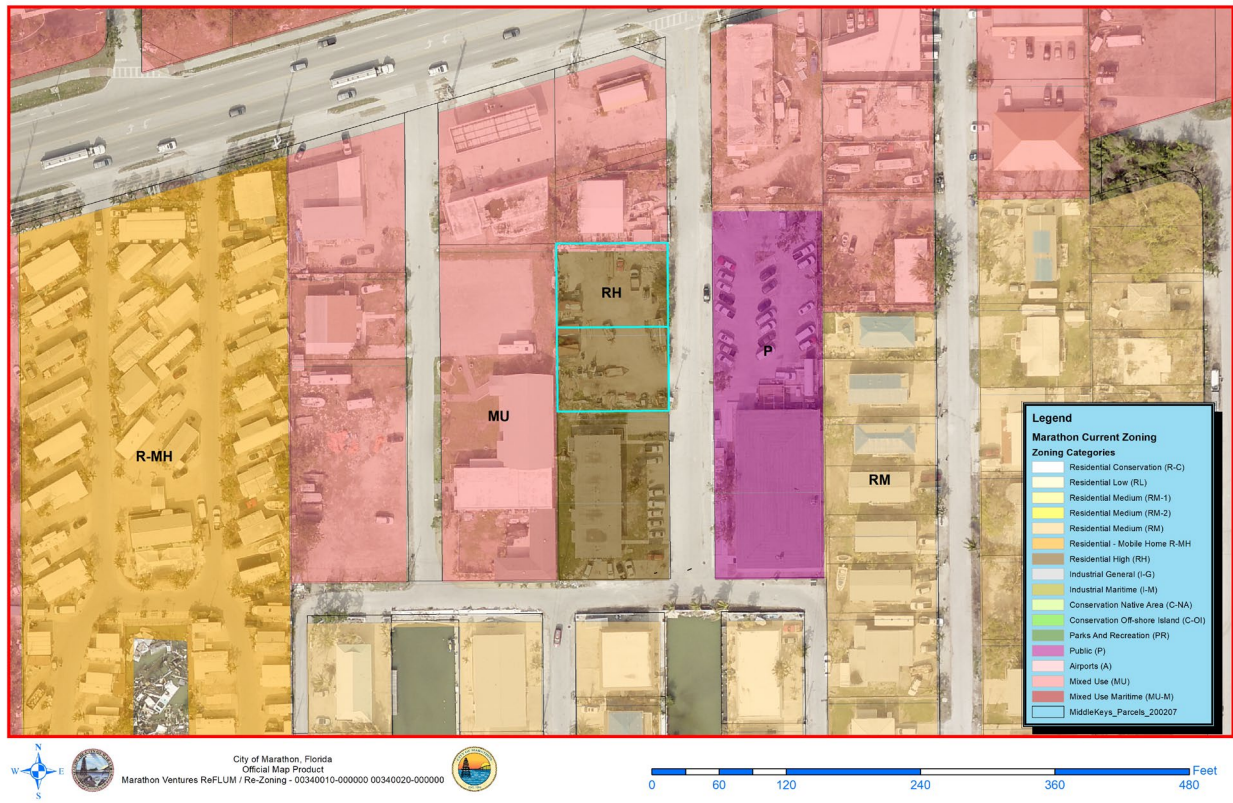 RH
P
MU
R-MH
RM
Legend
Marathon Current Zoning
Zoning Categories
Residential Conservation (R-C)
Residential Low (RL)
Residential Medium (RM-1)
Residential Medium (RM-2)
Residential Medium (RM)
Residential - Mobile Home R-MH
Residential High (RH)
Industrial General (I-G)
Industrial Maritime (I-M)
Conservation Native Area (C-NA)
Conservation Off-shore Island (C-OI)
Parks And Recreation (PR)
Public (P)
Airports (A)
Mixed Use (MU)
Mixed Use Maritime (MU-M)
MiddleKeys_Parcels_200207
N
W E
S
City of Marathon, Florida
Official Map Product
Marathon Ventures ReFLUM / Re-Zoning - 00340010-000000 00340020-000000
Feet
0 60 120 240 360 480